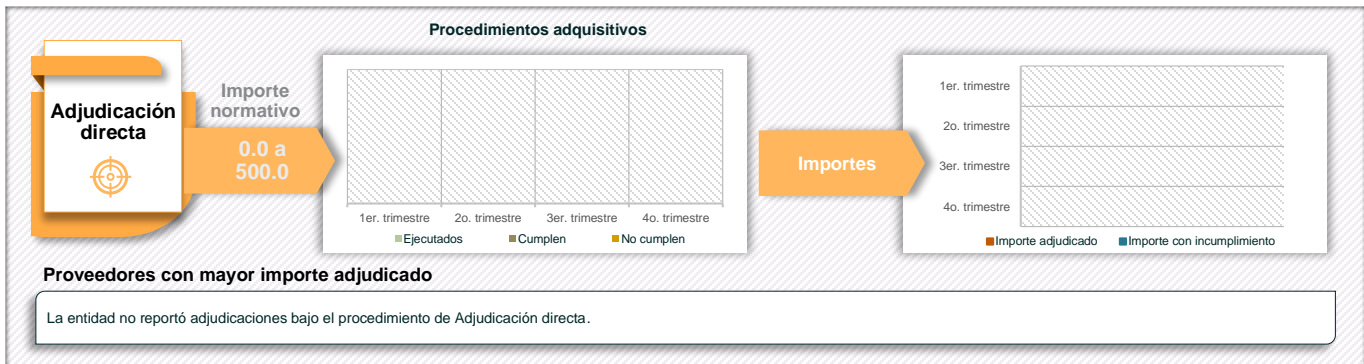 Procedimientos adquisitivos
Adjudicación
directa
Importe
normativo
0.0 a
500.0
1er. trimestre
2o. trimestre
3er. trimestre
4o. trimestre
Ejecutados
Cumplen
No cumplen
Importes
1er. trimestre
2o. trimestre
3er. trimestre
4o. trimestre
Importe adjudicado
Importe con incumplimiento
Proveedores con mayor importe adjudicado
La entidad no reportó adjudicaciones bajo el procedimiento de Adjudicación directa.